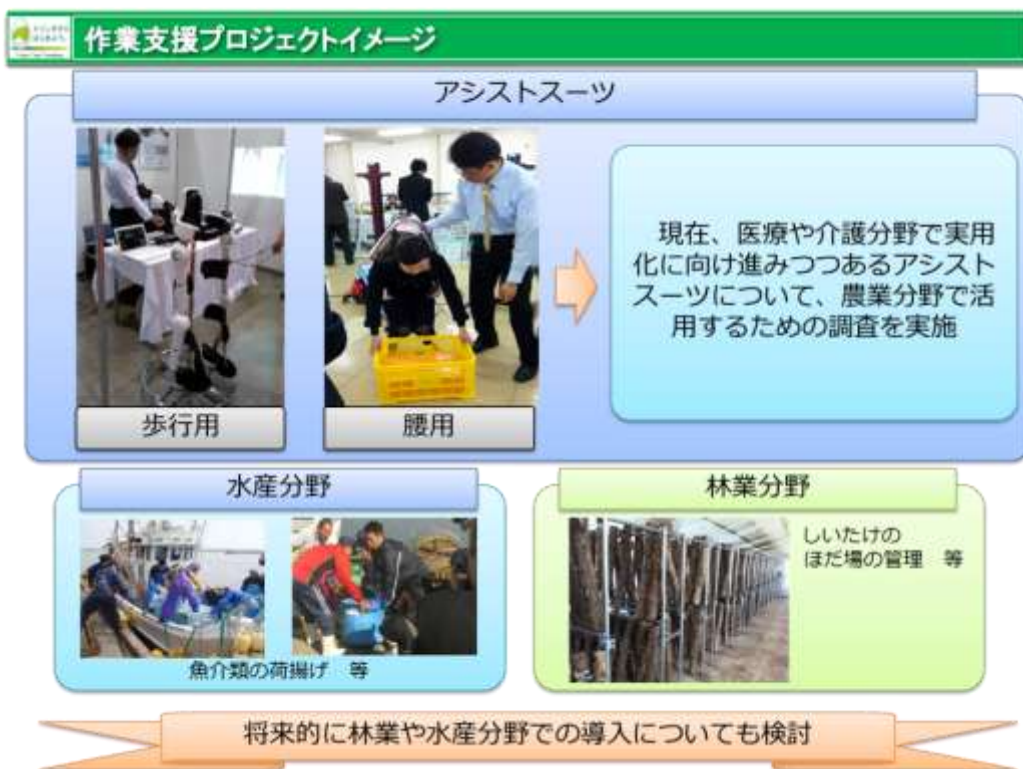 作業支援プロジェクトイメージ
アシストスーツ
歩行用
腰用
現在、医療や介護分野で実用
化に向け進みつつあるアシスト
スーツについて、農業分野で活
用するための調査を実施
水産分野
魚介類の荷揚げ 等
林業分野
しいたけの
ほだ場の管理 等
将来的に林業や水産分野での導入についても検討